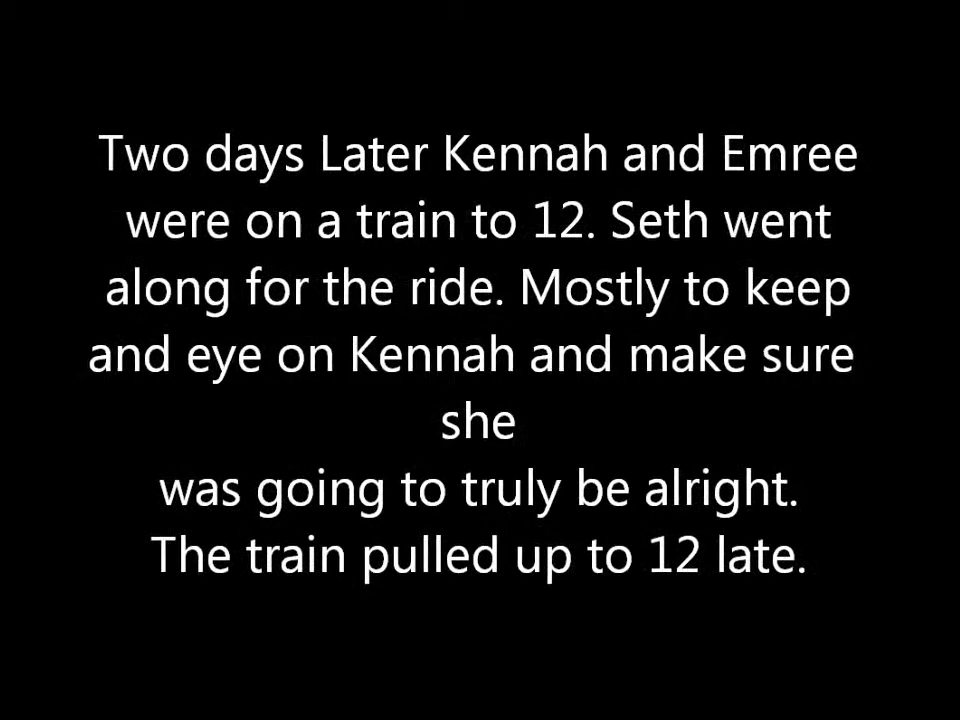 Two days Later Kennah and Emree
were on a train to 12. Seth went
along for the ride. Mostly to keep
and eye on Kennah and make sure
she
was going to truly be alright.
The train pulled up to 12 late.